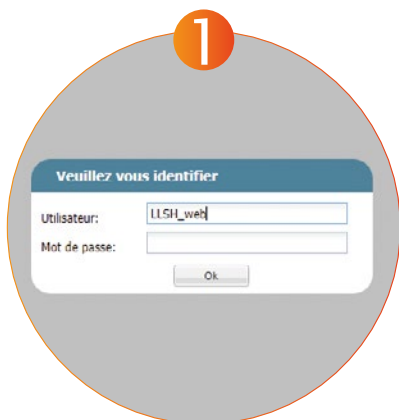 1
Veuillez vous identifier
Utilisateur: LLSH_web
Mot de passe:
Ok